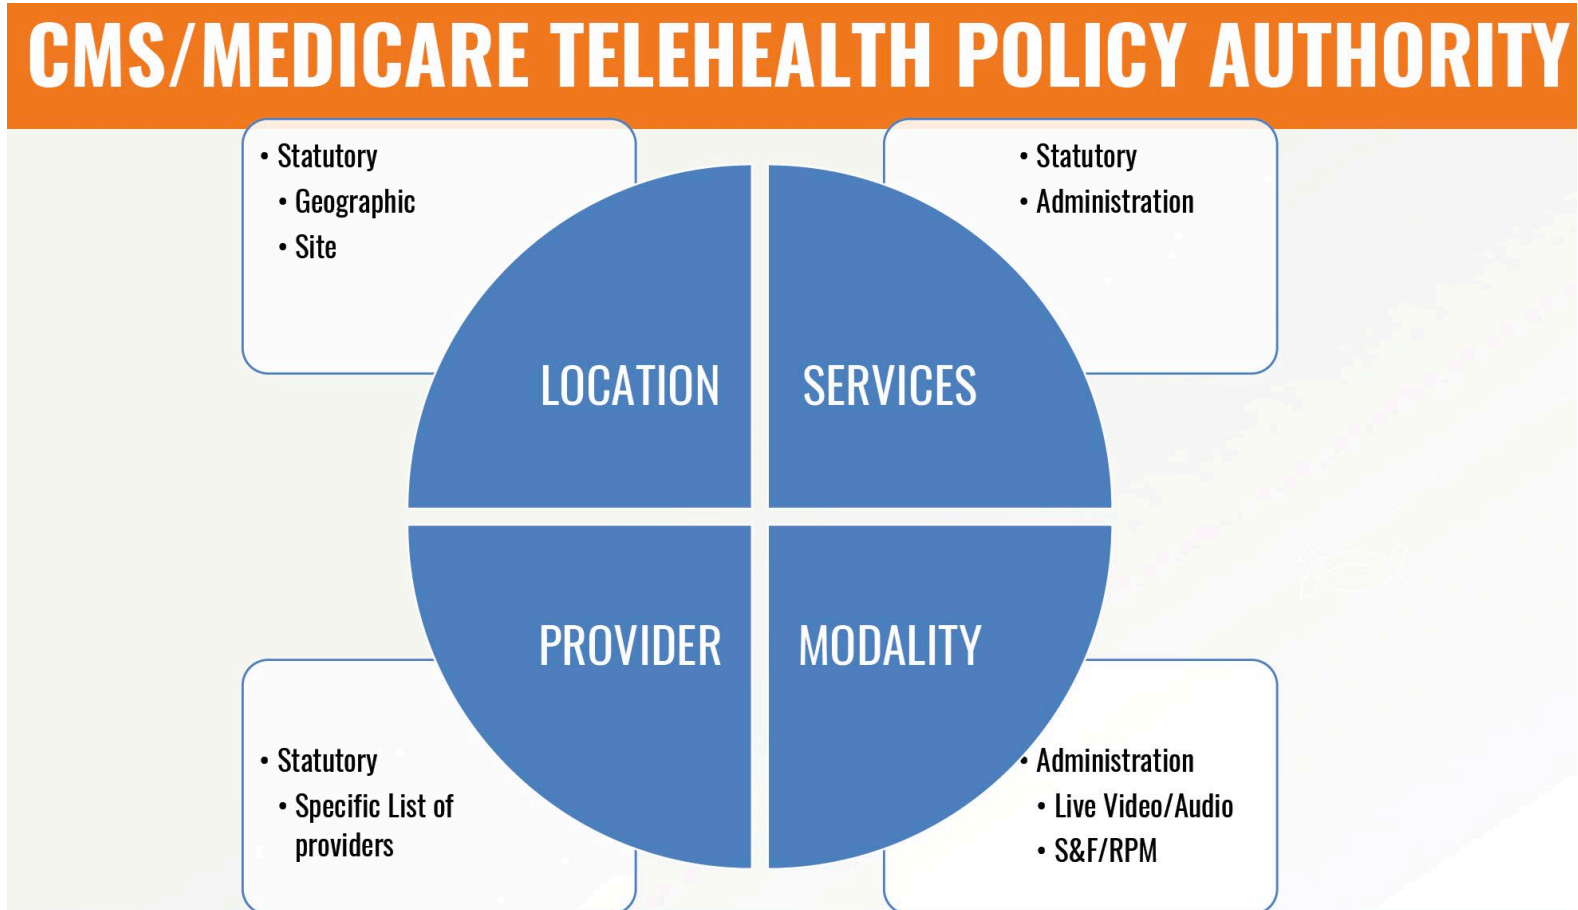 CMS/MEDICARE TELEHEALTH POLICY AUTHORITY
• Statutory
• Geographic
• Site
• Statutory
• Administration
LOCATION
SERVICES
PROVIDER
MODALITY
• Statutory
• Specific List of
providers
• Administration
• Live Video/Audio
• S&F/RPM